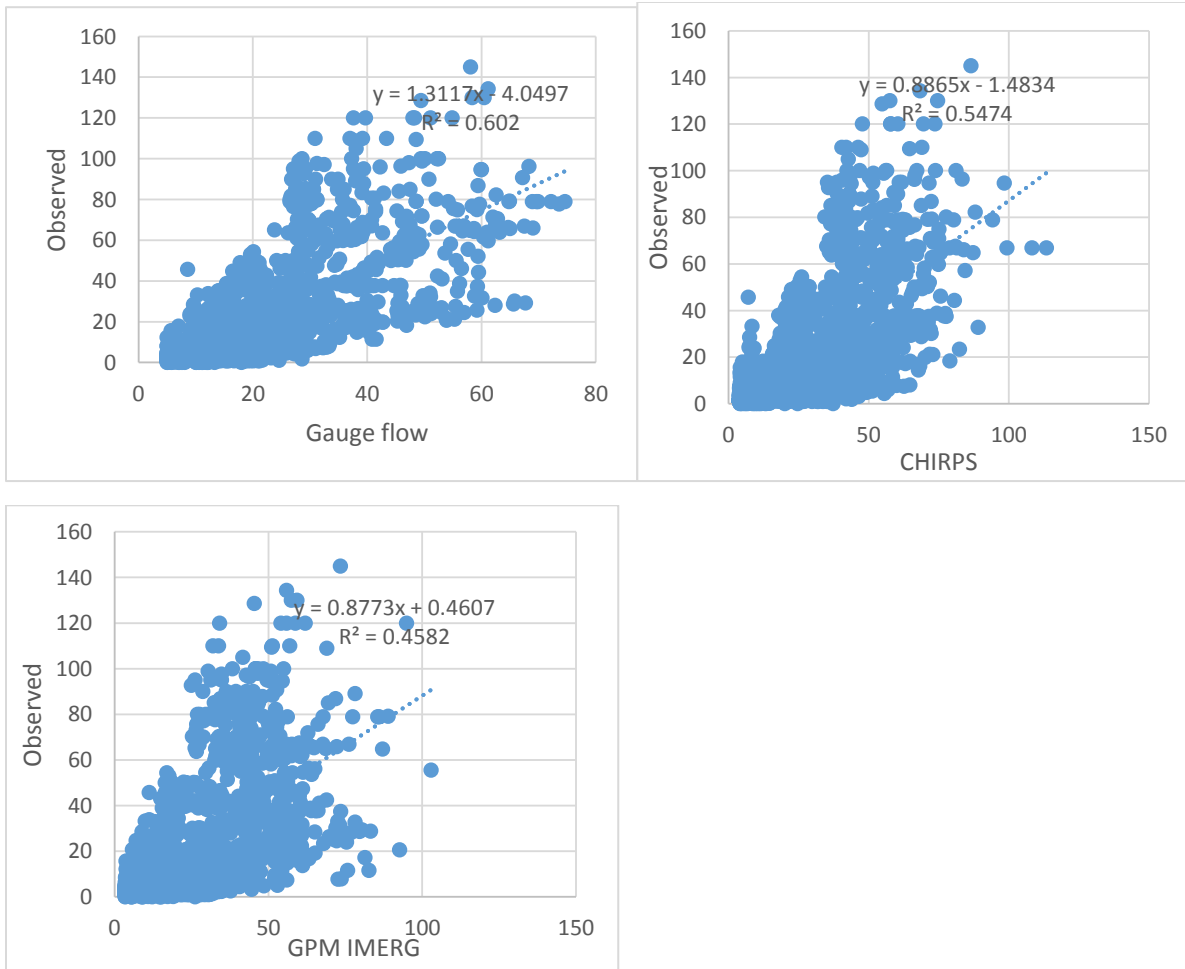 160
140
120
100
80
60
40
20
0
Observed
y = 1.3117x - 4.0497
R² = 0.602
0 20 40 60 80
Gauge flow
160
140
120
100
80
60
40
20
0
Observed
y = 0.8865x - 1.4834
R² = 0.5474
0 50 100 150
CHIRPS
160
140
120
100
80
60
40
20
0
Observed
y = 0.8773x + 0.4607
R² = 0.4582
0 50 100 150
GPM IMERG